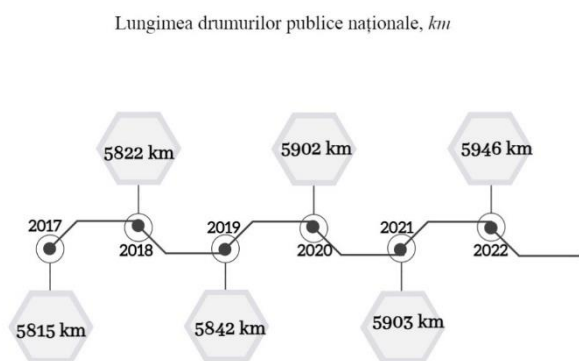 Lungimea drumurilor publice naționale, km
5822 km
5902 km
5946 km
2017
2018
2019
2020
2021
2022
5815 km
5842 km
5903 km